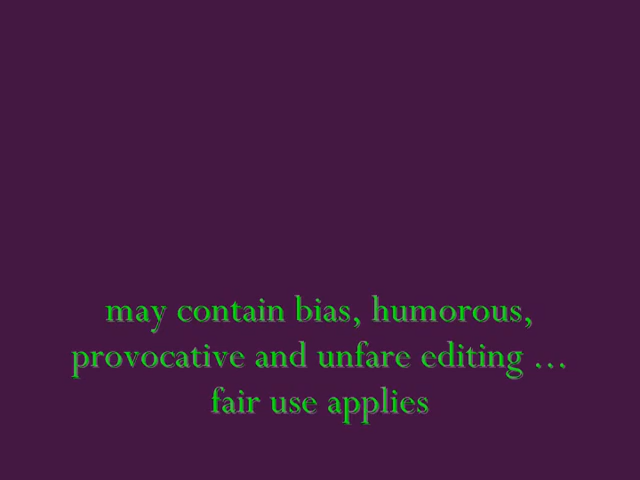 may contain bias, humorous,
provocative and unfare editing ...
fair use applies